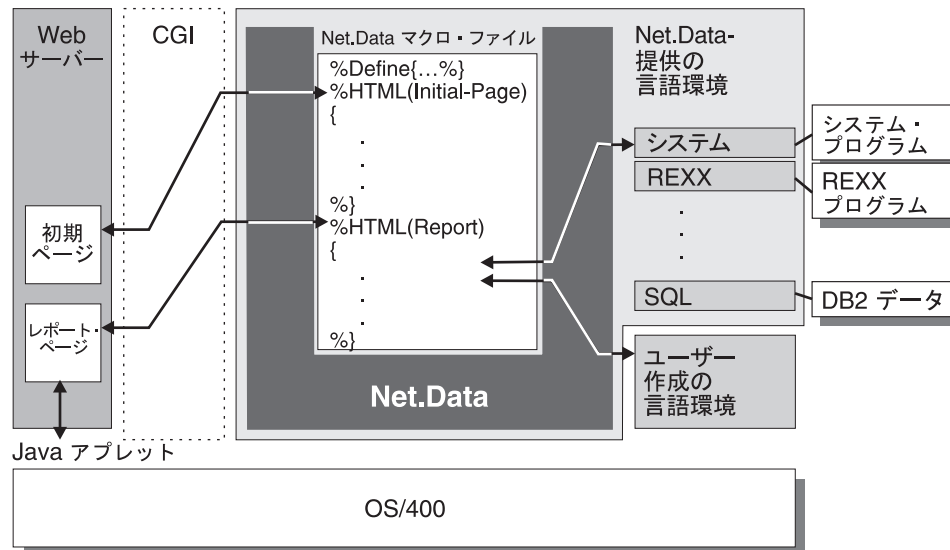 Web
サーバー
初期
ページ
レポート・
ページ
Java アプレット
CGI
Net.Data マクロ・ファイル
%Define{...%}
%HTML(Initial-Page)
{
.
.
.
%}
%HTML(Report)
{
.
.
.
%}
Net.Data
Net.Data-
提供の
言語環境
システム
REXX
.
.
.
SQL
ユーザー
作成の
言語環境
システム・
プログラム
REXX
プログラム
DB2 データ
OS/400